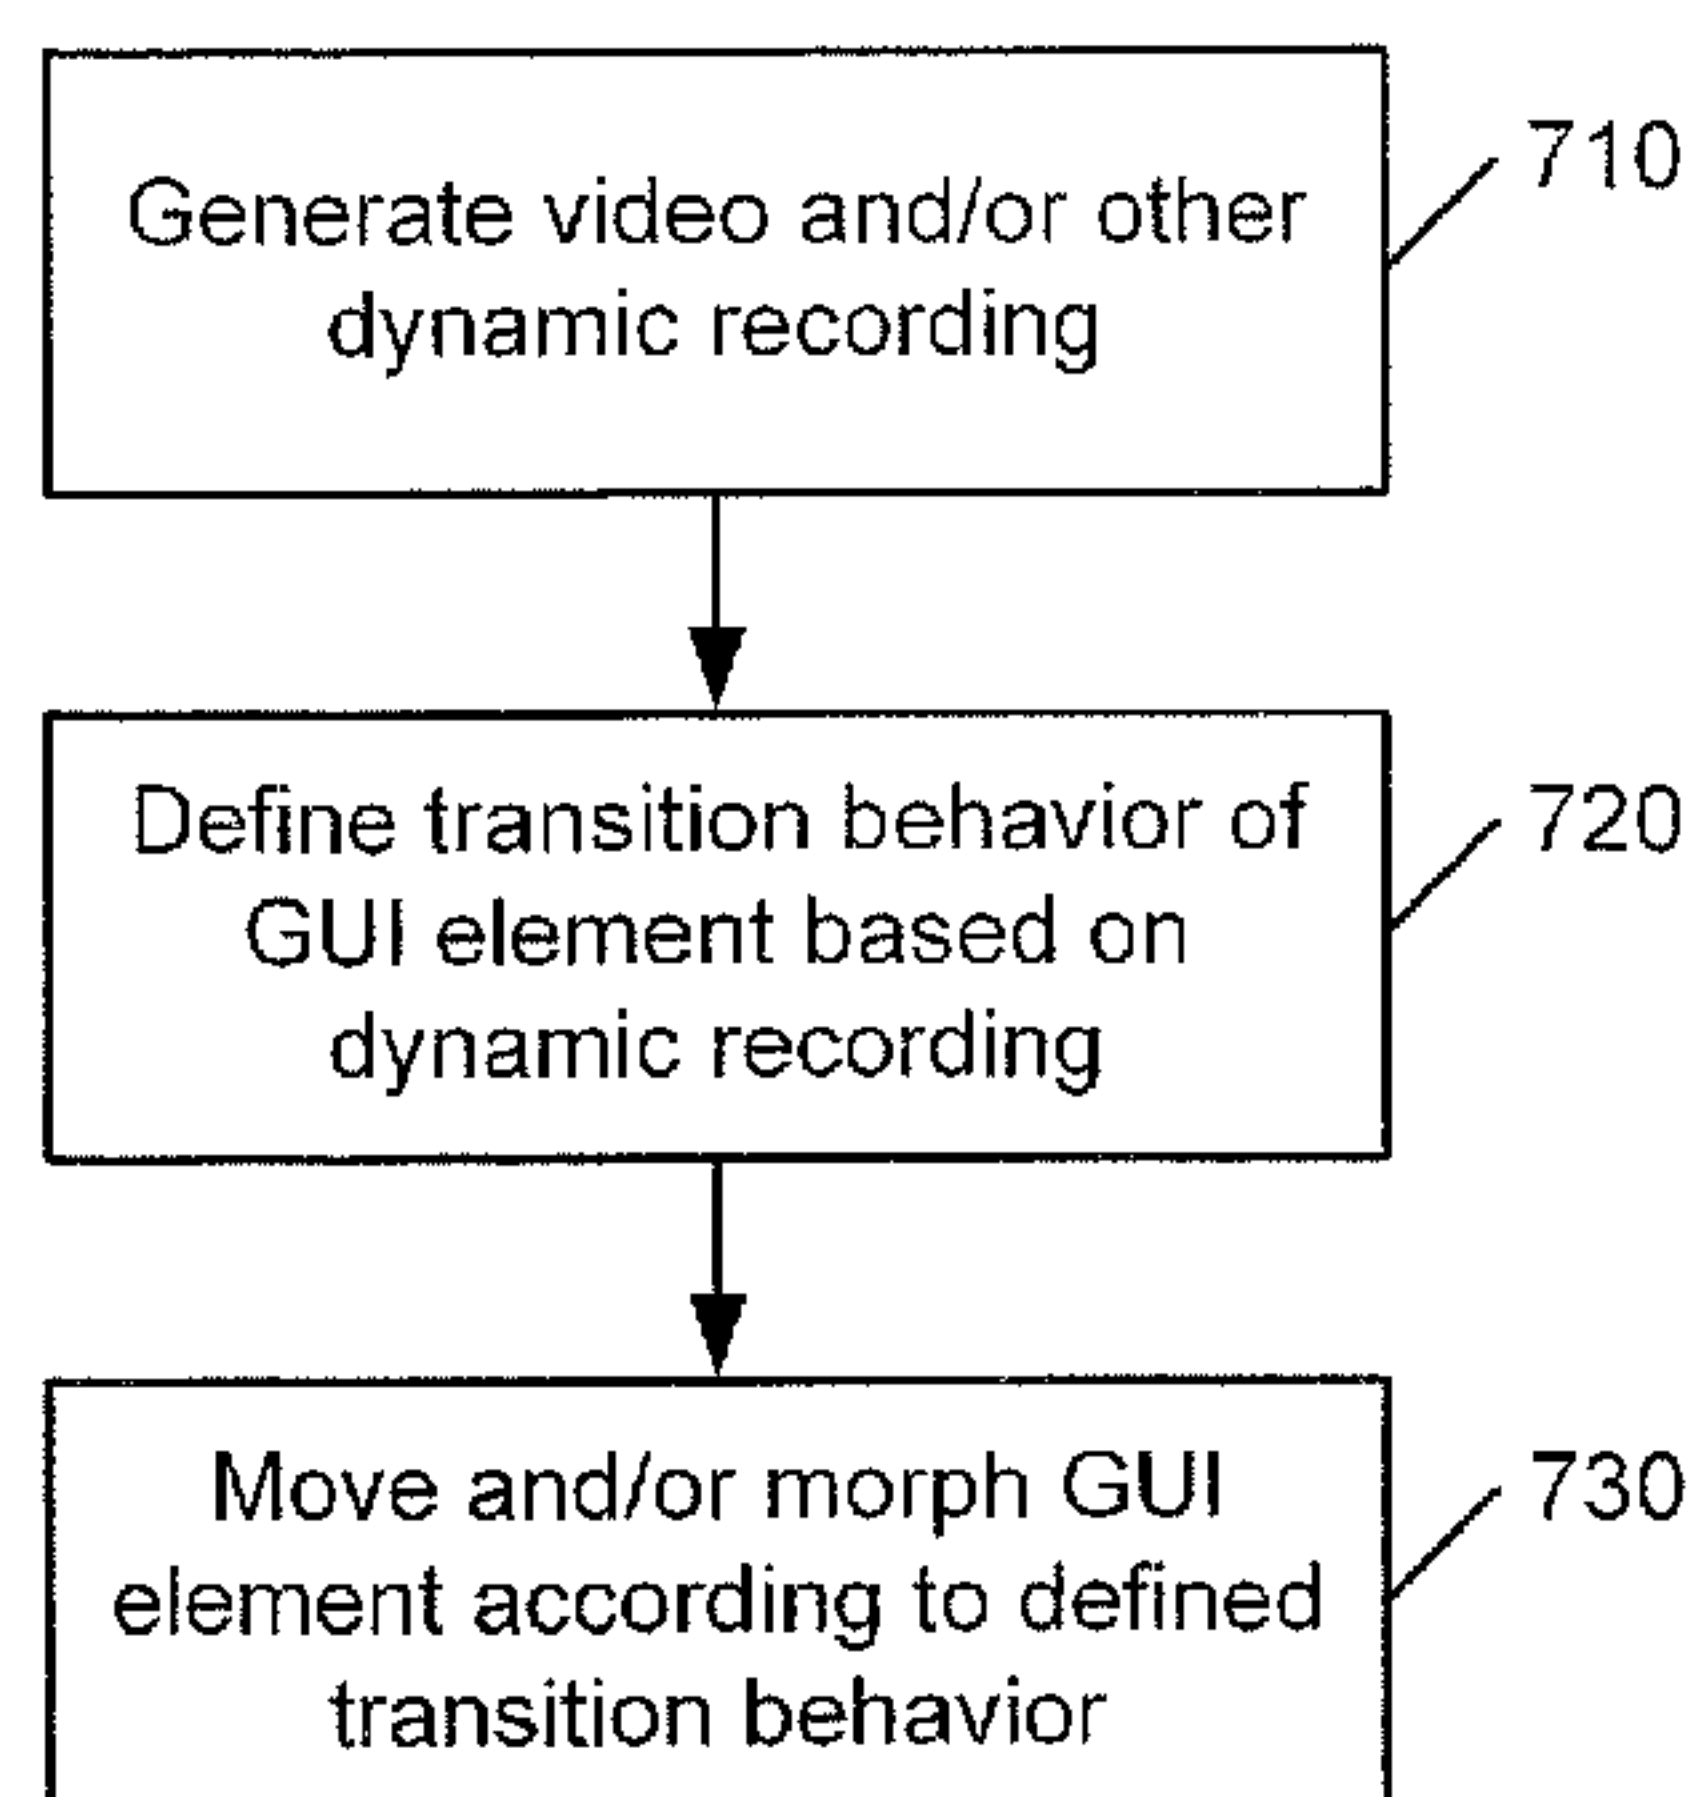 Generate video and/or other
dynamic recording
710
Define transition behavior of
GUI element based on
dynamic recording
720
Move and/or morph GUI
element according to defined
transition behavior
730